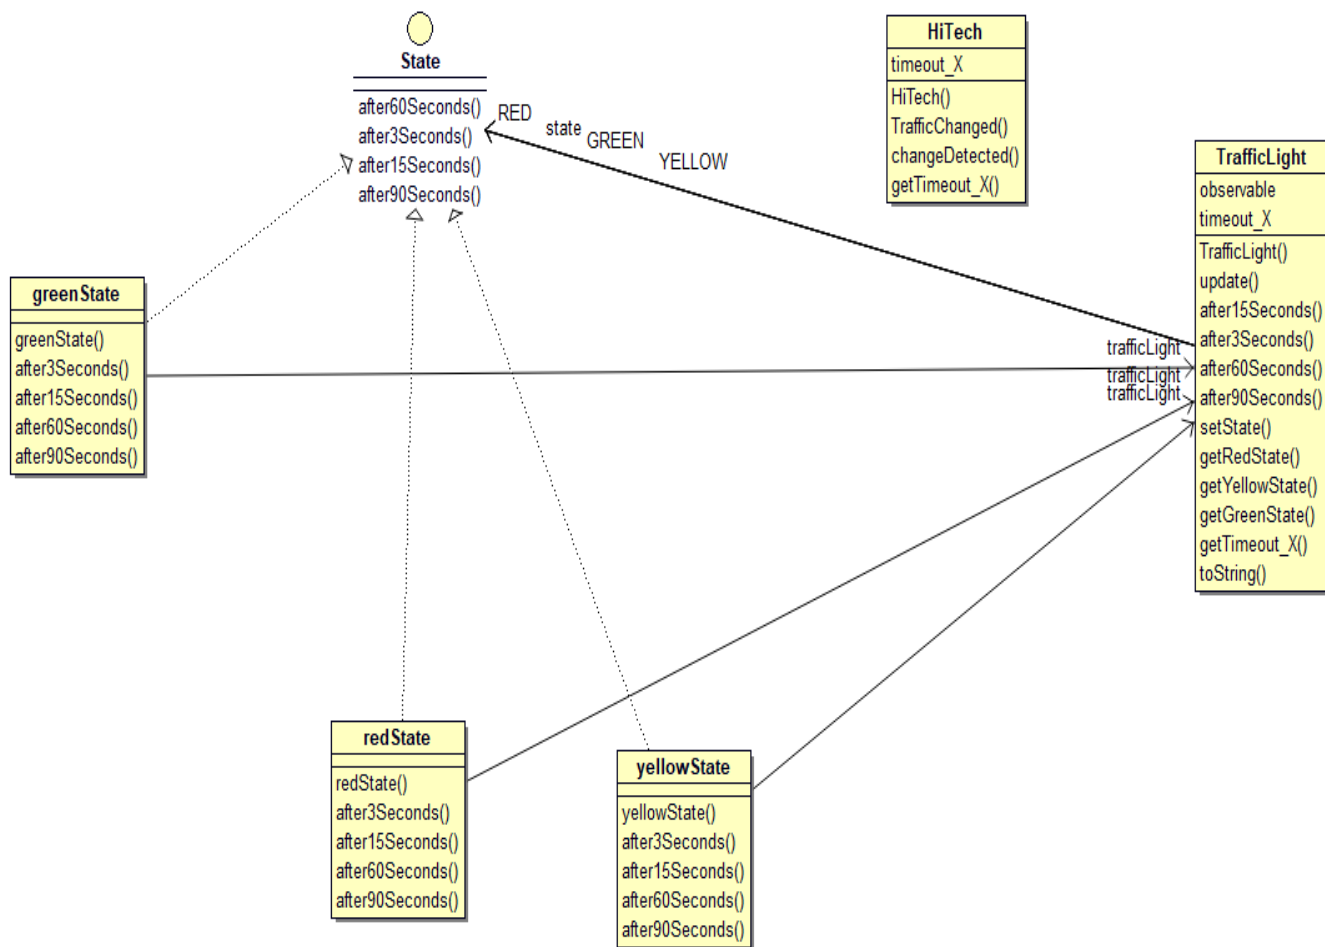 State
after60Seconds()
after3Seconds()
after15Seconds()
after90Seconds()
RED
state
GREEN
YELLOW
HiTech
timeout_X
HiTech()
TrafficChanged()
changeDetected()
getTimeout_X()
TrafficLight
observable
timeout_X
TrafficLight()
update()
after15Seconds()
after3Seconds()
after60Seconds()
after90Seconds()
setState()
getRedState()
getYellowState()
getGreenState()
getTimeout_X()
toString()
trafficLight
trafficLight
trafficLight
greenState
greenState()
after3Seconds()
after15Seconds()
after60Seconds()
after90Seconds()
redState
redState()
after3Seconds()
after15Seconds()
after60Seconds()
after90Seconds()
yellowState
yellowState()
after3Seconds()
after15Seconds()
after60Seconds()
after90Seconds()